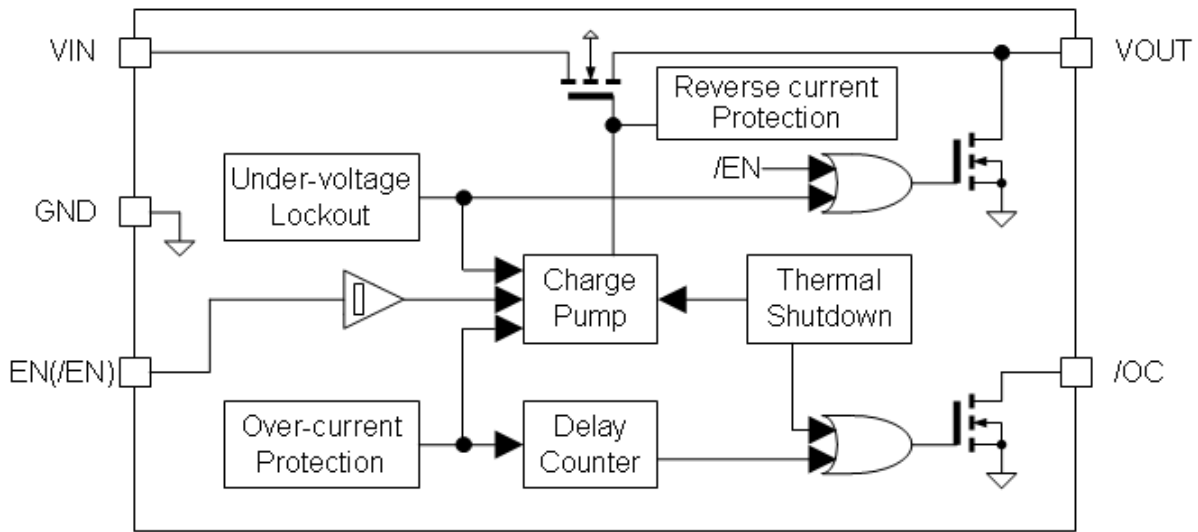 VIN
VOUT
Reverse current
Protection
/EN
Under-voltage
Lockout
GND
Charge
Pump
Thermal
Shutdown
EN(/EN)
/OC
Over-current
Protection
Delay
Counter